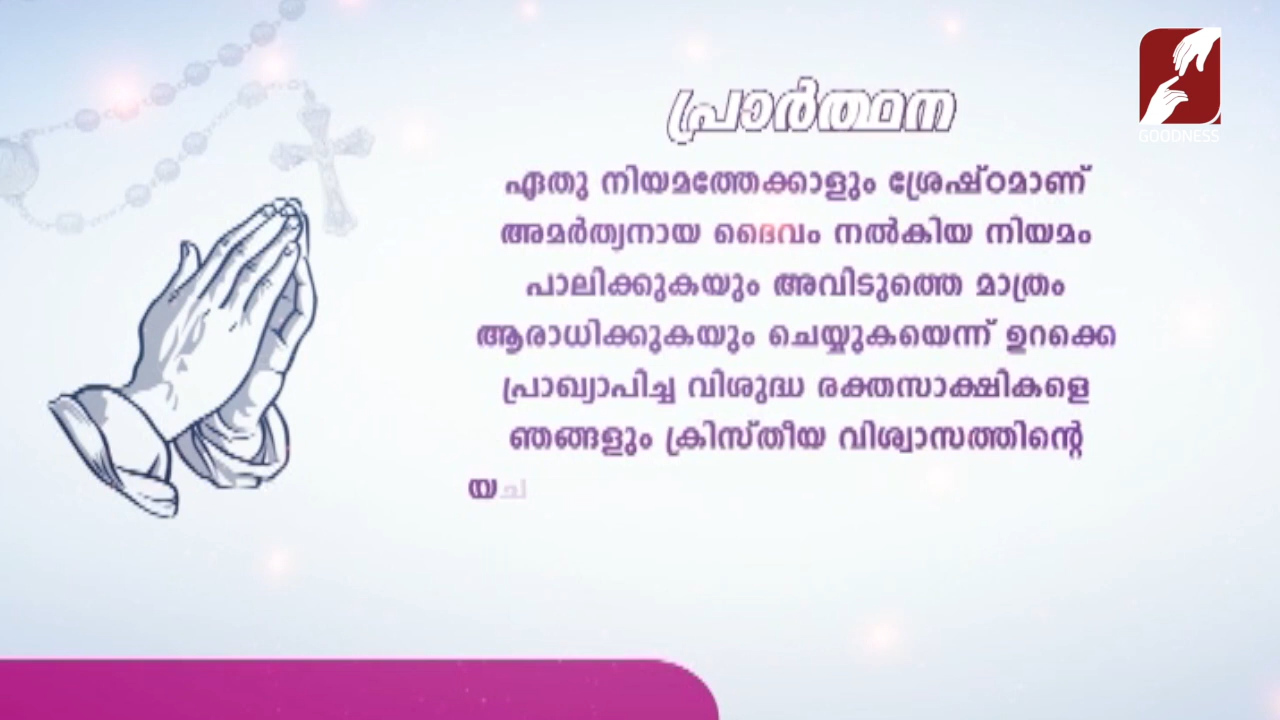 GOODNESS
പ്രാർത്ഥന
ഏതു നിയമത്തേക്കാളും ശ്രേഷ്ഠമാണ്
അമർത്യനായ ദൈവം നൽകിയ നിയമം
പാലിക്കുകയും അവിടുത്തെ മാത്രം
ആരാധിക്കുകയും ചെയ്യുകയെന്ന് ഉറക്കെ
പ്രാഖ്യാപിച്ച വിശുദ്ധ രക്തസാക്ഷികളെ
ഞങ്ങളും ക്രിസ്തീയ വിശ്വാസത്തിന്റെ